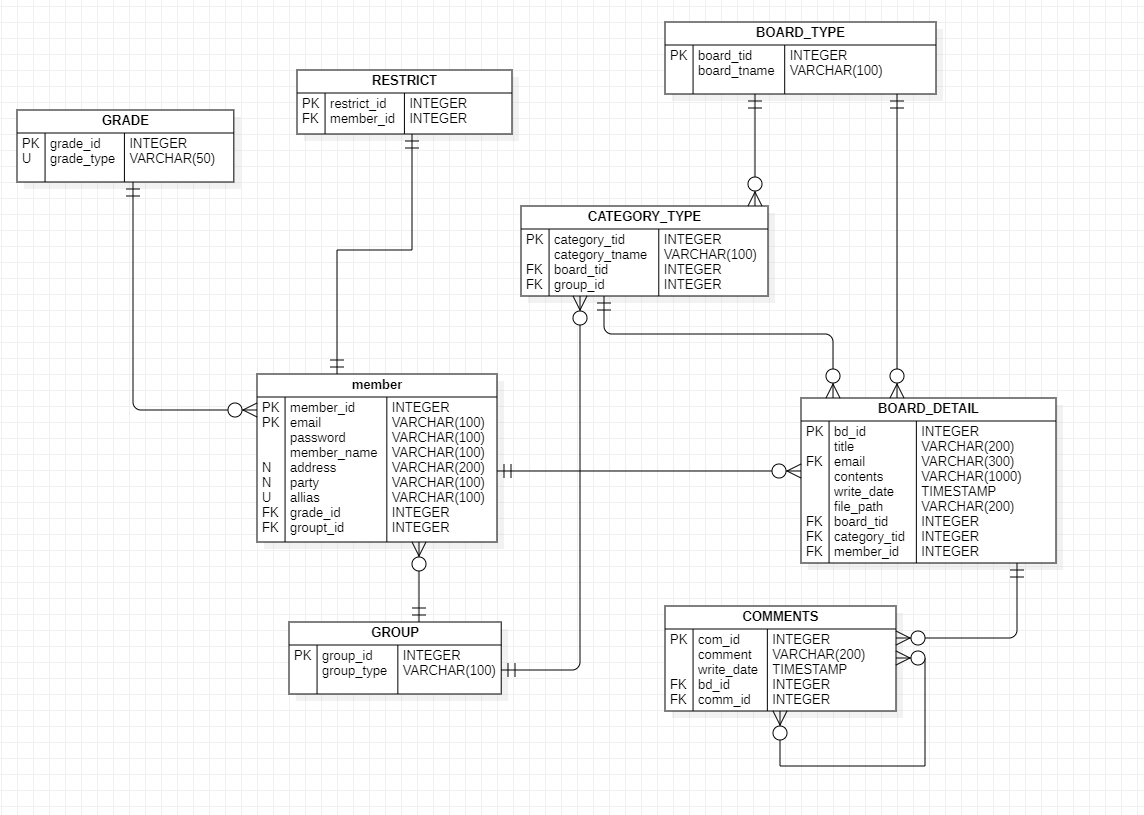 BOARD_TYPE
PK board_tid INTEGER
board_tname VARCHAR(100)
RESTRICT
PK restrict_id INTEGER
FK member_id INTEGER
GRADE
PK grade_id INTEGER
U grade_type VARCHAR(50)
CATEGORY_TYPE
PK category_tid INTEGER
category_tname VARCHAR(100)
FK board_tid INTEGER
FK group_id INTEGER
member
PK member_id INTEGER
PK email VARCHAR(100)
password VARCHAR(100)
member_name VARCHAR(100)
N address VARCHAR(200)
N party VARCHAR(100)
U allias VARCHAR(100)
FK grade_id INTEGER
FK groupt_id INTEGER
BOARD_DETAIL
PK bd_id INTEGER
title VARCHAR(200)
FK email VARCHAR(300)
contents VARCHAR(1000)
write_date TIMESTAMP
file_path VARCHAR(200)
FK board_tid INTEGER
FK category_tid INTEGER
FK member_id INTEGER
GROUP
PK group_id INTEGER
group_type VARCHAR(100)
COMMENTS
PK com_id INTEGER
comment VARCHAR(200)
write_date TIMESTAMP
FK bd_id INTEGER
FK comm_id INTEGER